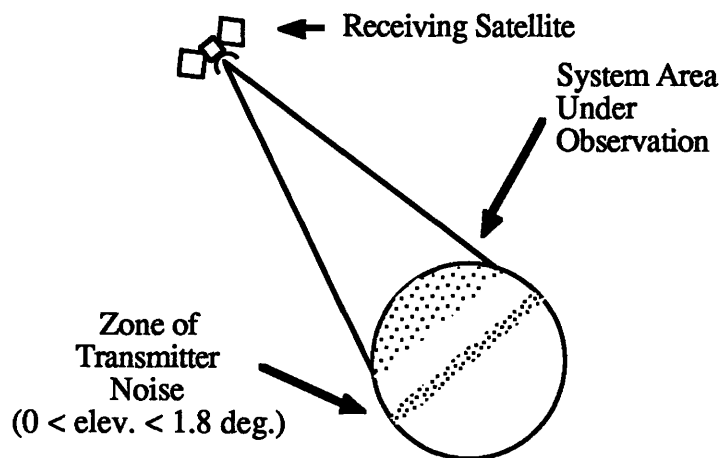 Receiving Satellite
System Area
Under
Observation
Zone of
Transmitter
Noise
(0 < elev. < 1.8 deg.)